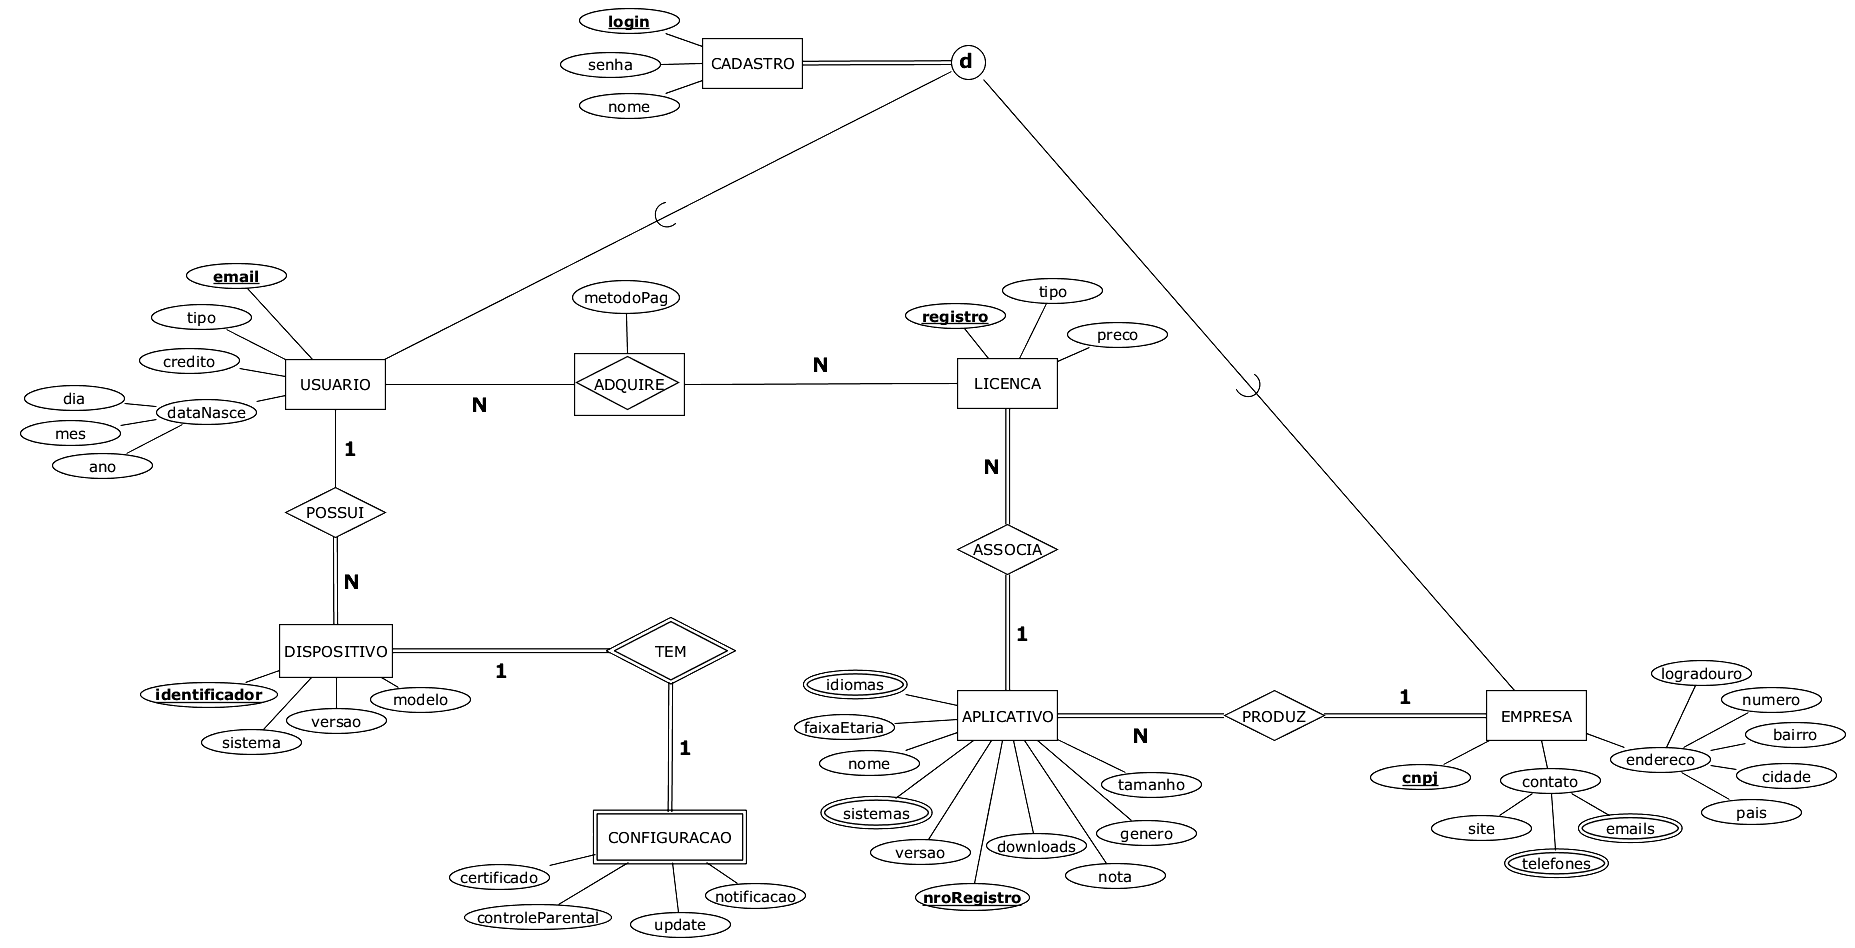 login
CADASTRO
d
senha
nome
email
tipo
credito
dia
dataNasce
mes
ano
USUARIO
metodoPag
ADQUIRE
N
N
registro
tipo
preco
LICENCA
1
POSSUI
N
N
ASSOCIA
1
DISPOSITIVO
identificador
sistema
versao
modelo
1
TEM
1
CONFIGURACAO
certificado
controleParental
update
notificacao
idiomas
faixaEtaria
nome
sistemas
versao
nroRegistro
downloads
nota
genero
tamanho
APLICATIVO
N
PRODUZ
1
EMPRESA
cnpj
contato
site
telefones
emails
endereco
logradouro
numero
bairro
cidade
pais